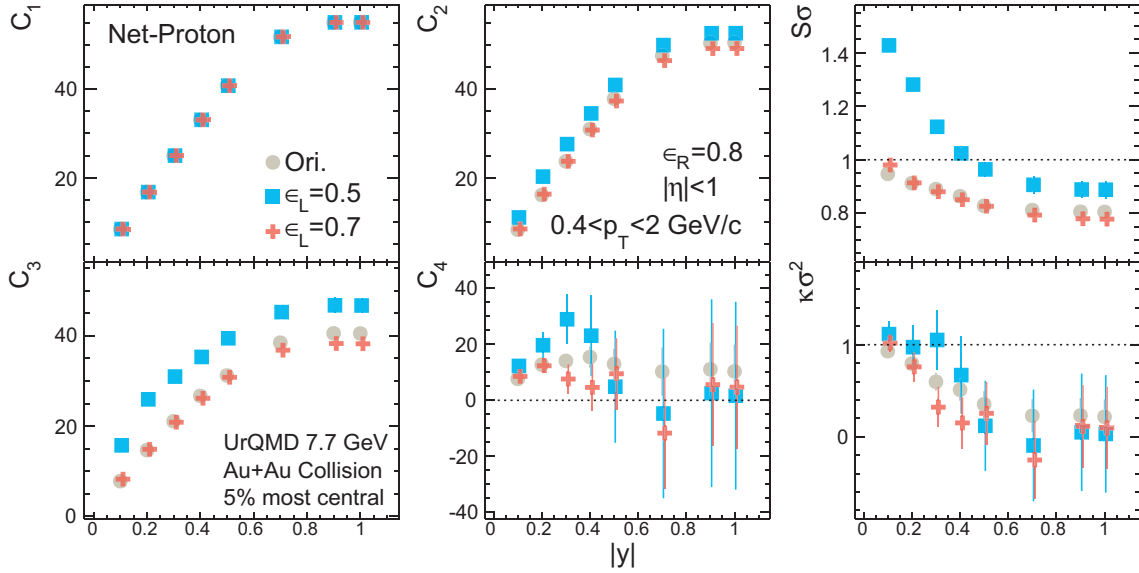 C1
Net-Proton
40
20
Ori.
ϵL=0.5
ϵL=0.7
C2
40
20
ϵR=0.8
|η|<1
0.4<pT<2 GeV/c
Sσ
1.4
1.2
1
0.8
C3
60
40
20
0
UrQMD 7.7 GeV
Au+Au Collision
5% most central
0 0.2 0.4 0.6 0.8 1
C4
40
20
0
-20
-40
0 0.2 0.4 0.6 0.8 1
|y|
κσ2
1
0
0 0.2 0.4 0.6 0.8 1